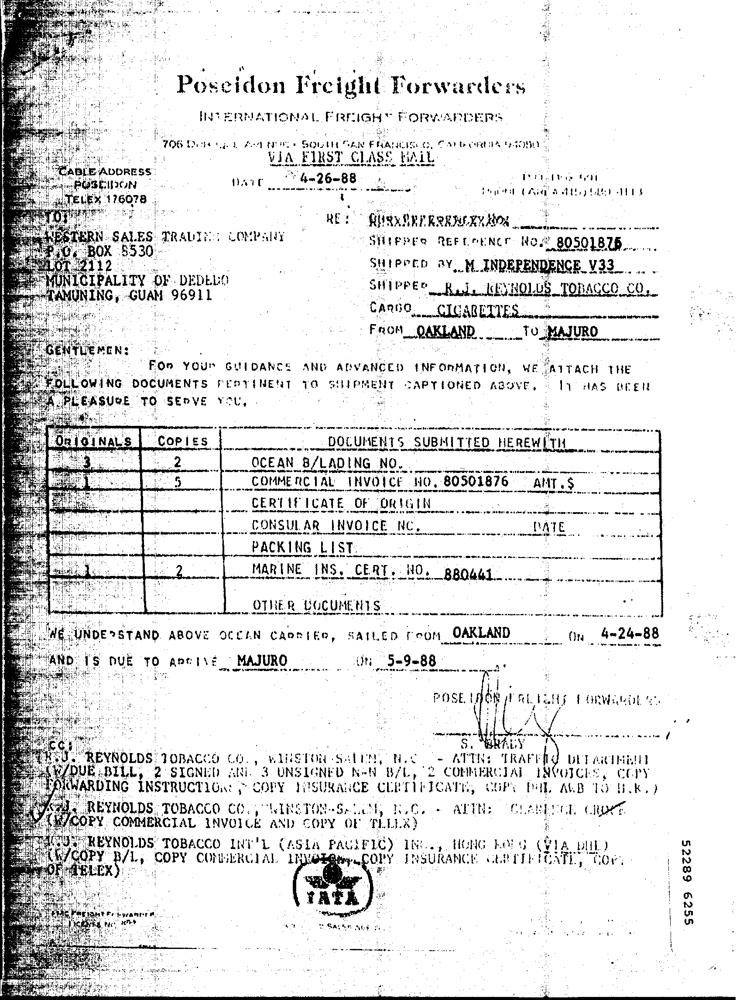 Poseidon Freight Forwarders
INTERNATIONAL FREIGHT FORWARDERS
706 AVENUE • SOUTH SAN FRANCISCO, CALIFORNIA 94080
VIA FIRST CLASS MAIL
CABLE ADDRESS
POSEIDON
TELEX 176078
DATE 4-26-88
TO:
WESTERN SALES TRADING COMPANY
P.O. BOX 8530
LOT 2112
MUNICIPALITY OF DEDEDO
TAMUNING, GUAM 96911
RE:
SHIPPER REFERENCE NO. 80501876
SHIPPED BY M INDEPENDENCE V33
SHIPPER R.J. REYNOLDS TOBACCO CO.
CARGO CIGARETTES
FROM OAKLAND TO MAJURO
GENTLEMEN:
FOR YOUR GUIDANCE AND ADVANCED INFORMATION, WE ATTACH THE
FOLLOWING DOCUMENTS PERTINENT TO SHIPMENT CAPTIONED ABOVE. IT HAS BEEN
A PLEASURE TO SERVE YOU.
ORIGINALS COPIES DOCUMENTS SUBMITTED HEREWITH
3 2 OCEAN B/LADING NO.
1 5 COMMERCIAL INVOICE NO. 80501876 AMT.$
CERTIFICATE OF ORIGIN
CONSULAR INVOICE NO. DATE
PACKING LIST
1 2 MARINE INS. CERT. NO. 880441
OTHER DOCUMENTS
WE UNDERSTAND ABOVE OCEAN CARRIER, SAILED FROM OAKLAND ON 4-24-88
AND IS DUE TO ARRIVE MAJURO ON 5-9-88
POSEIDON FREIGHT FORWARDERS
S. BRADY
CC:
R.J. REYNOLDS TOBACCO CO., WINSTON-SALEM, N.C. - ATTN: TRAFFIC DEPARTMENT
(W/DUE BILL, 2 SIGNED AND 3 UNSIGNED N-N B/L, 2 COMMERCIAL INVOICES, COPY
FORWARDING INSTRUCTION, COPY INSURANCE CERTIFICATE, COPY DHL AWB TO H.K.)
R.J. REYNOLDS TOBACCO CO., WINSTON-SALEM, N.C. - ATTN: CLARENCE
(W/COPY COMMERCIAL INVOICE AND COPY OF TELEX)
R.J. REYNOLDS TOBACCO INT'L (ASIA PACIFIC) INC., HONG KONG (VIA DHL)
(W/COPY B/L, COPY COMMERCIAL INVOICE, COPY INSURANCE CERTIFICATE, COPY
OF TELEX)
IATA
FMC FREIGHT FORWARDER
LICENSE NO.
52289 6255